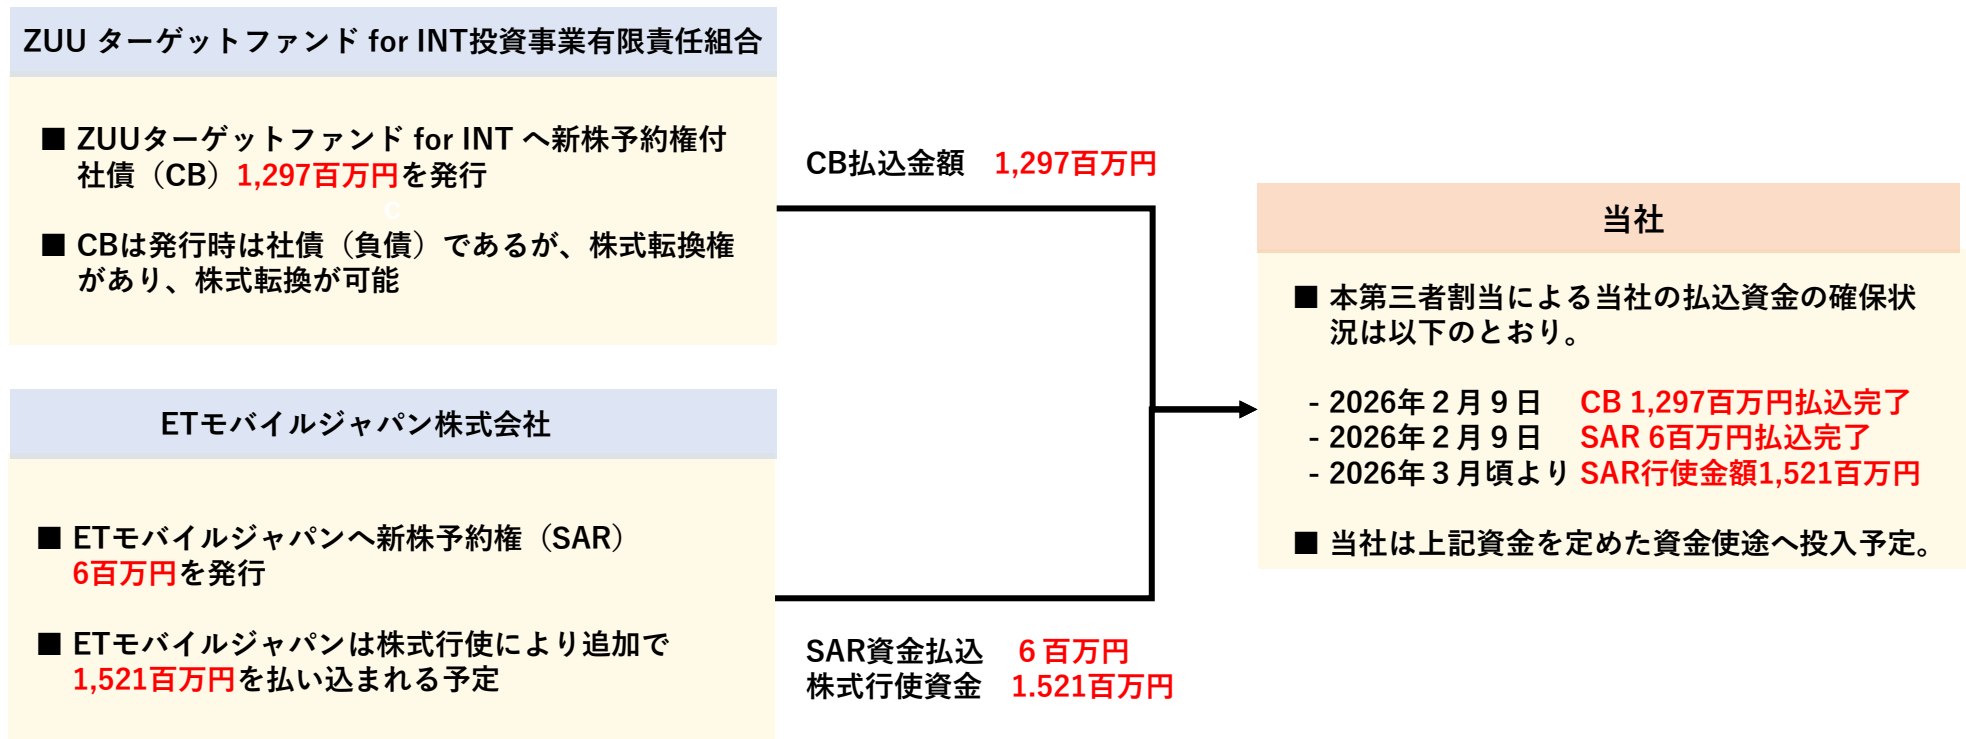 ZUU ターゲットファンド for INT投資事業有限責任組合
■ ZUUターゲットファンド for INT へ新株予約権付
社債（CB）1,297百万円を発行
c
■ CBは発行時は社債（負債）であるが、株式転換権
があり、株式転換が可能
CB払込金額　1,297百万円
ETモバイルジャパン株式会社
■ ETモバイルジャパンへ新株予約権（SAR）
6百万円を発行
■ ETモバイルジャパンは株式行使により追加で
1,521百万円を払い込まれる予定
SAR資金払込　６百万円
株式行使資金　1.521百万円
当社
■ 本第三者割当による当社の払込資金の確保状
況は以下のとおり。
- 2026年２月９日　CB 1,297百万円払込完了
- 2026年２月９日　SAR 6百万円払込完了
- 2026年３月頃より SAR行使金額1,521百万円
■ 当社は上記資金を定めた資金使途へ投入予定。